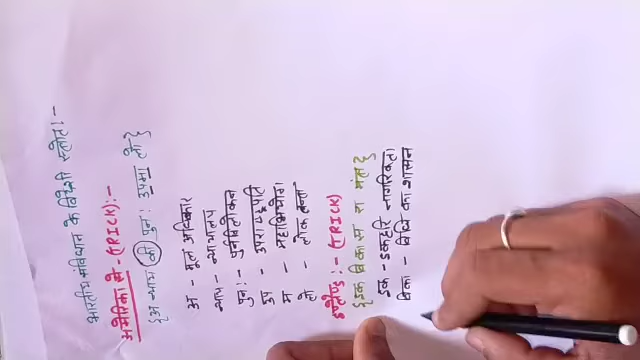 भारतीय संविधान के विदेशी स्त्रोत:-
अमेरिका से - (TRICK):-
{अ न्याय की पुन: उपमा लो}
अ - मूल अधिकार
न्याय - न्यायालय
पुन: - पुनर्विलोकन
उप - उपराष्ट्रपति
म - महाभियोग
लो - लोकतन्त्र
इंग्लैण्ड :- (TRICK)
{इक विकास रा मंत्र}
इक - इकहरि नागरिकता
विका - विधि का शासन